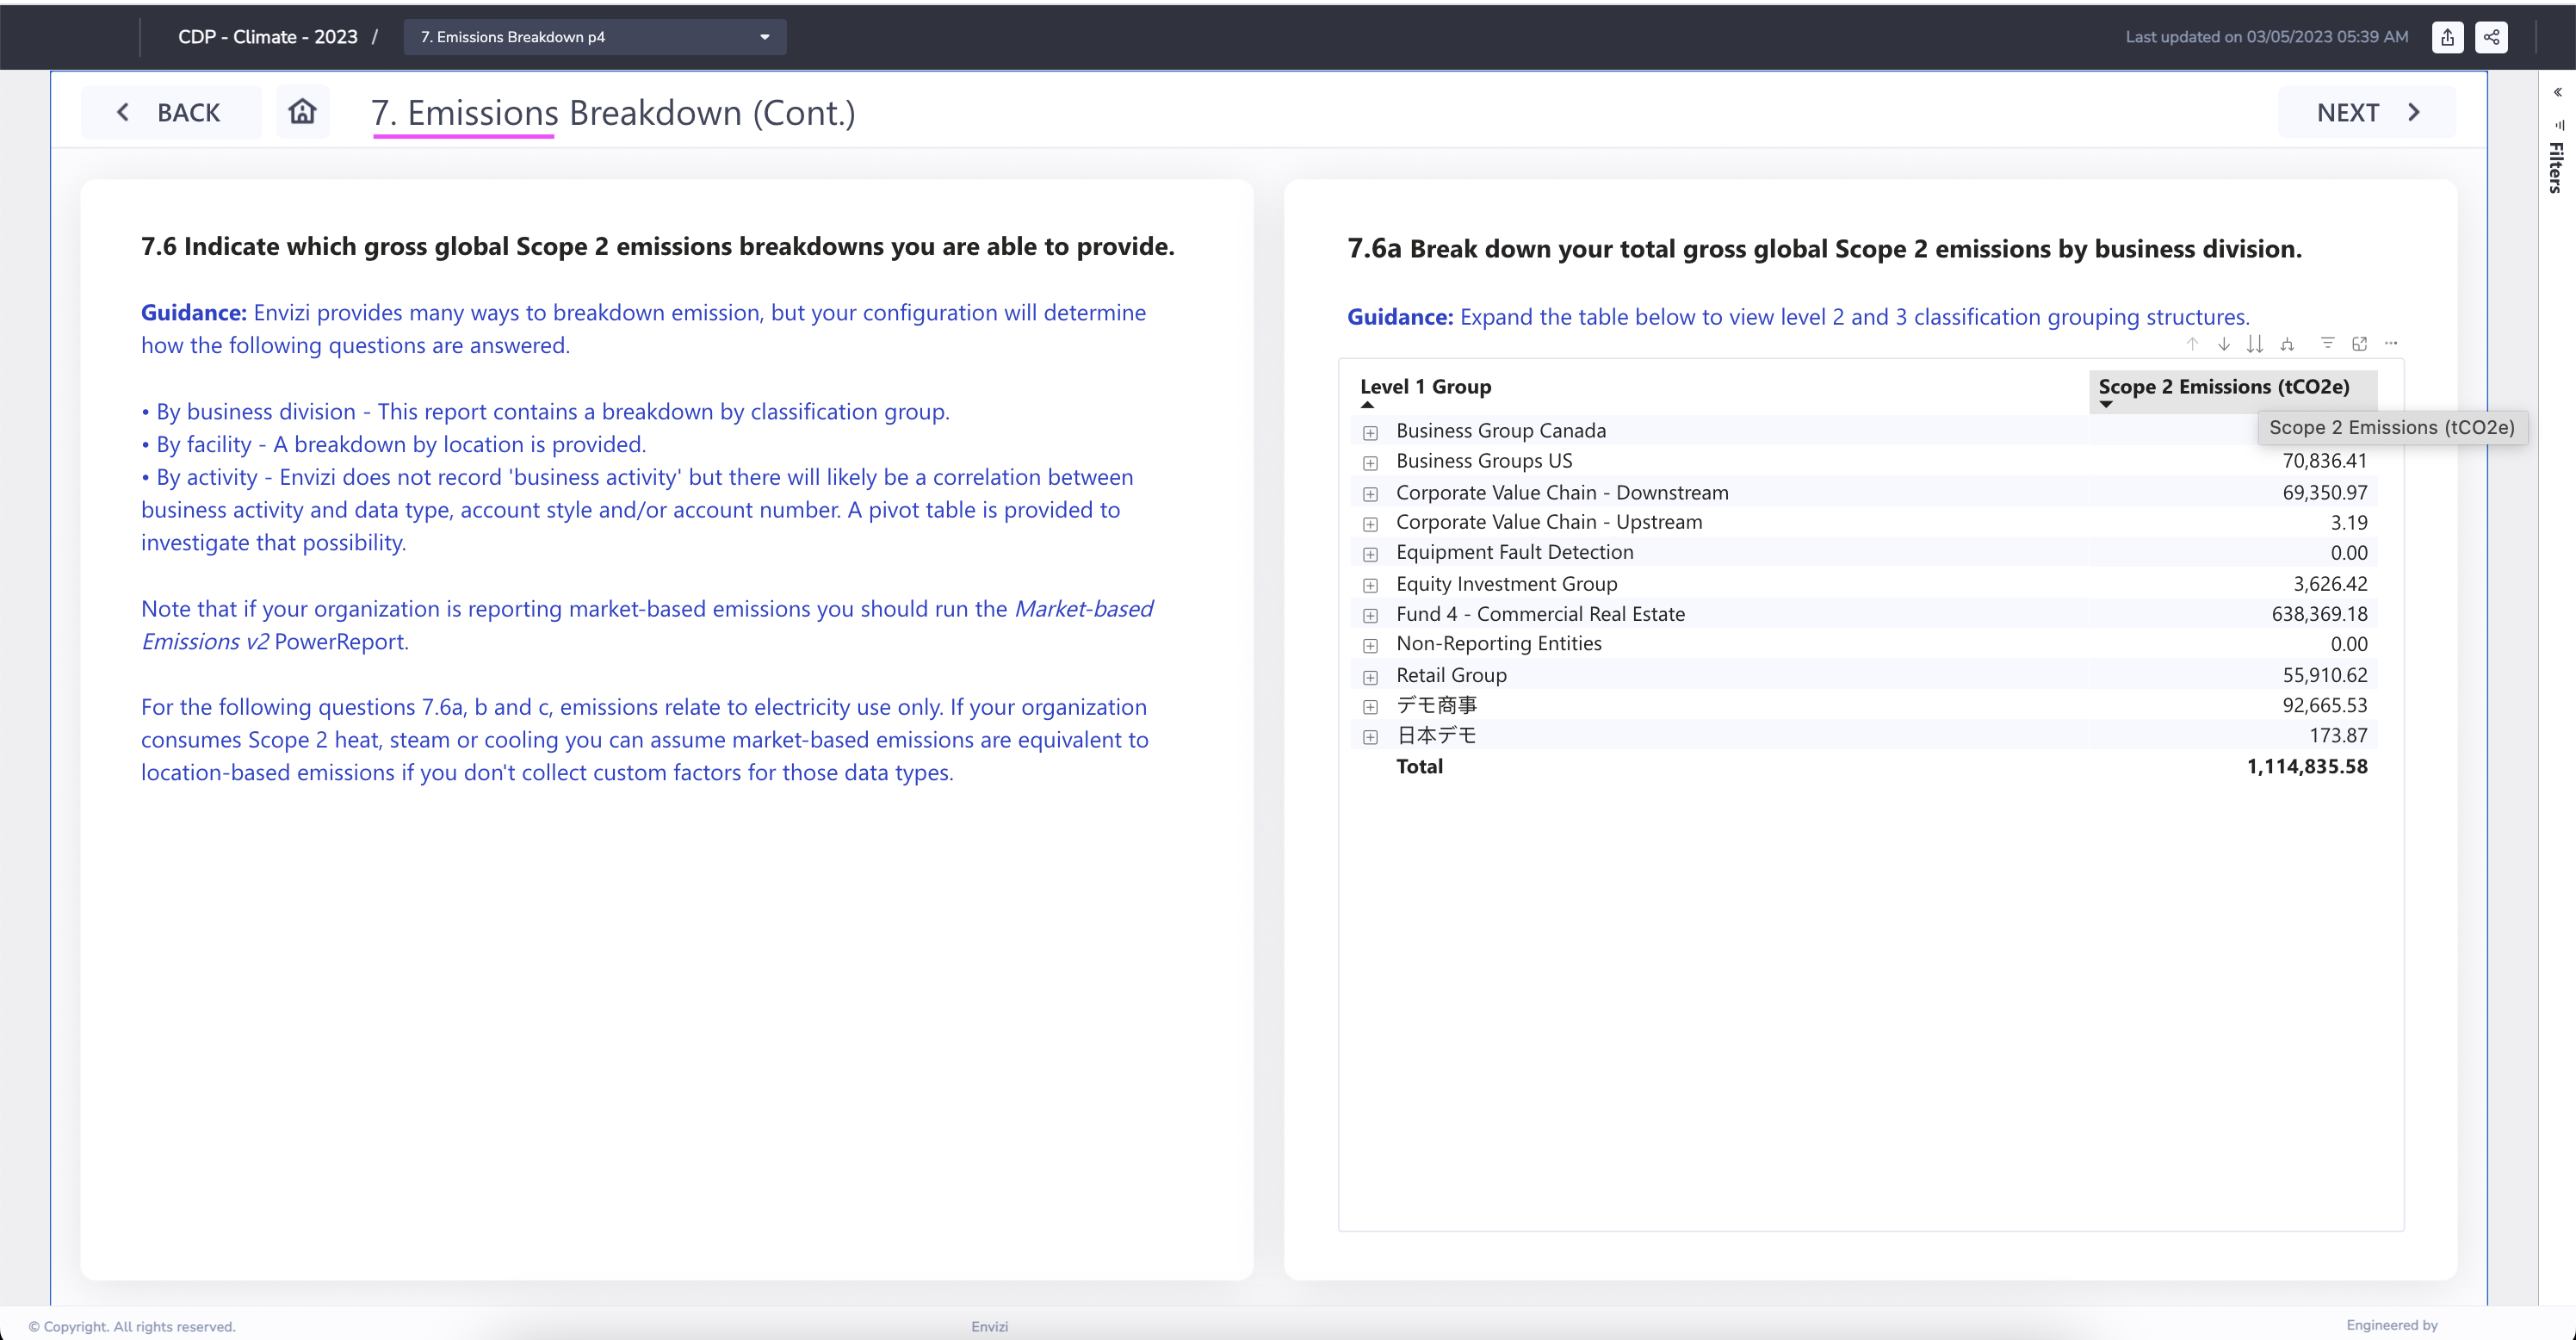 CDP - Climate - 2023 / 7. Emissions Breakdown p4 Last updated on 03/05/2023 05:39 AM
BACK 7. Emissions Breakdown (Cont.) NEXT
Filters
7.6 Indicate which gross global Scope 2 emissions breakdowns you are able to provide.
Guidance: Envizi provides many ways to breakdown emission, but your configuration will determine
how the following questions are answered.
• By business division - This report contains a breakdown by classification group.
• By facility - A breakdown by location is provided.
• By activity - Envizi does not record 'business activity' but there will likely be a correlation between
business activity and data type, account style and/or account number. A pivot table is provided to
investigate that possibility.
Note that if your organization is reporting market-based emissions you should run the Market-based
Emissions v2 PowerReport.
For the following questions 7.6a, b and c, emissions relate to electricity use only. If your organization
consumes Scope 2 heat, steam or cooling you can assume market-based emissions are equivalent to
location-based emissions if you don't collect custom factors for those data types.
7.6a Break down your total gross global Scope 2 emissions by business division.
Guidance: Expand the table below to view level 2 and 3 classification grouping structures.
Level 1 Group Scope 2 Emissions (tCO2e)
Scope 2 Emissions (tCO2e)
Business Group Canada
Business Groups US 70,836.41
Corporate Value Chain - Downstream 69,350.97
Corporate Value Chain - Upstream 3.19
Equipment Fault Detection 0.00
Equity Investment Group 3,626.42
Fund 4 - Commercial Real Estate 638,369.18
Non-Reporting Entities 0.00
Retail Group 55,910.62
デモ商事 92,665.53
日本デモ 173.87
Total 1,114,835.58
© Copyright. All rights reserved. Envizi Engineered by